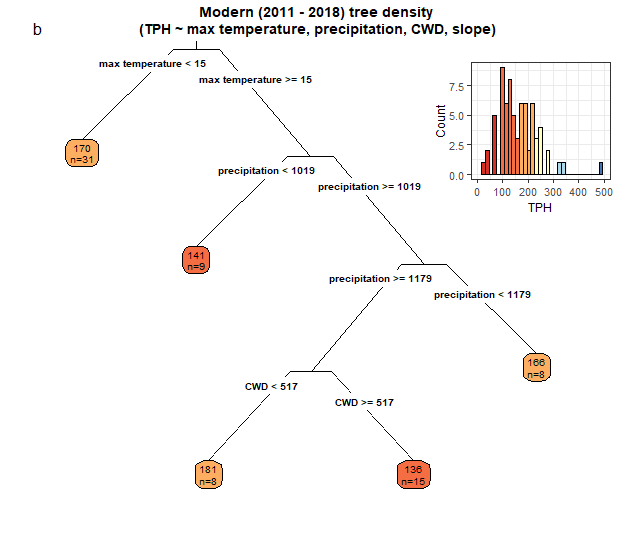 b
Modern (2011 - 2018) tree density
(TPH ~ max temperature, precipitation, CWD, slope)
max temperature < 15
max temperature >= 15
170
n=31
precipitation < 1019
precipitation >= 1019
141
n=9
precipitation >= 1179
precipitation < 1179
166
n=8
CWD < 517
CWD >= 517
181
n=8
136
n=15
Count
7.5
5.0
2.5
0.0
0 100 200 300 400 500
TPH